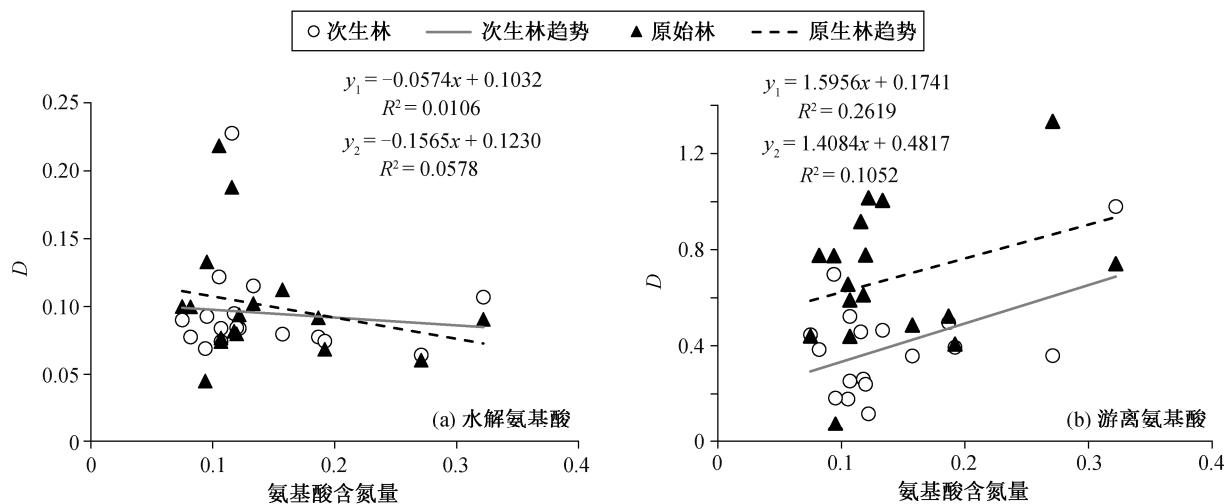 次生林 次生林趋势 原始林 原生林趋势
y₁ = −0.0574x + 0.1032
R² = 0.0106
y₂ = −0.1565x + 0.1230
R² = 0.0578
0.25
0.20
0.15
0.10
0.05
0
D
0 0.1 0.2 0.3 0.4
氨基酸含氮量
(a) 水解氨基酸
y₁ = 1.5956x + 0.1741
R² = 0.2619
y₂ = 1.4084x + 0.4817
R² = 0.1052
1.2
0.8
0.4
0
D
0 0.1 0.2 0.3 0.4
氨基酸含氮量
(b) 游离氨基酸